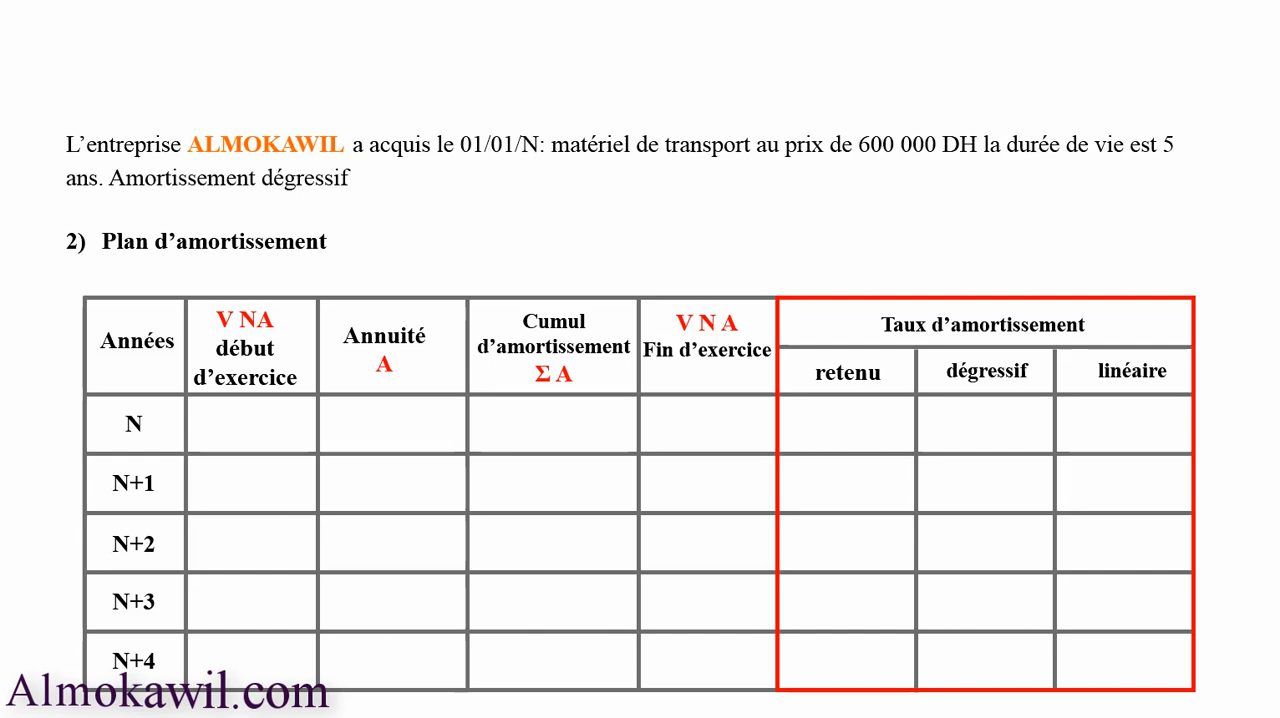 L’entreprise ALMOKAWIL a acquis le 01/01/N: matériel de transport au prix de 600 000 DH la durée de vie est 5
ans. Amortissement dégressif
2) Plan d’amortissement
Années
V NA
début
d’exercice
Annuité
A
Cumul
d’amortissement
Σ A
V N A
Fin d’exercice
Taux d’amortissement
retenu
dégressif
linéaire
N
N+1
N+2
N+3
N+4
Almokawil.com